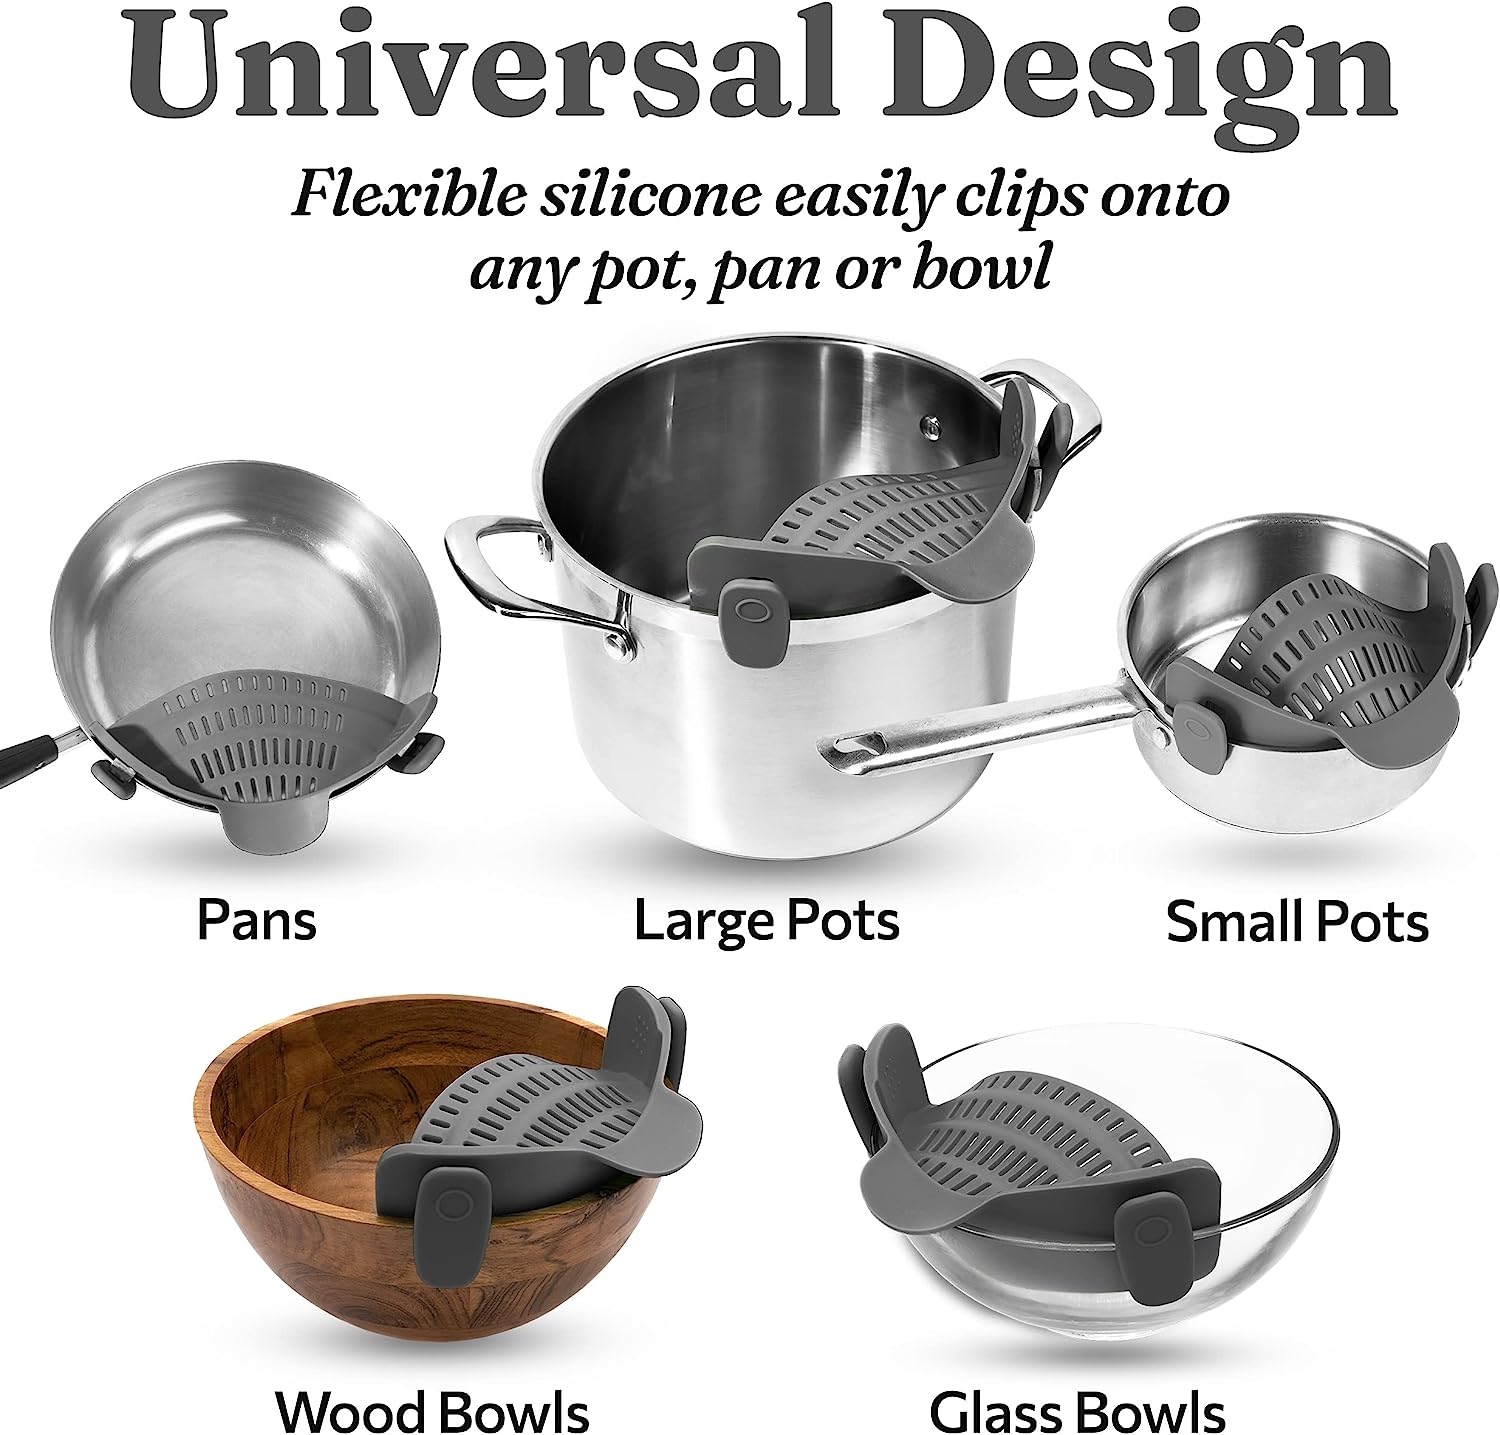 Universal Design
Flexible silicone easily clips onto
any pot, pan or bowl
Pans
Large Pots
Small Pots
Wood Bowls
Glass Bowls